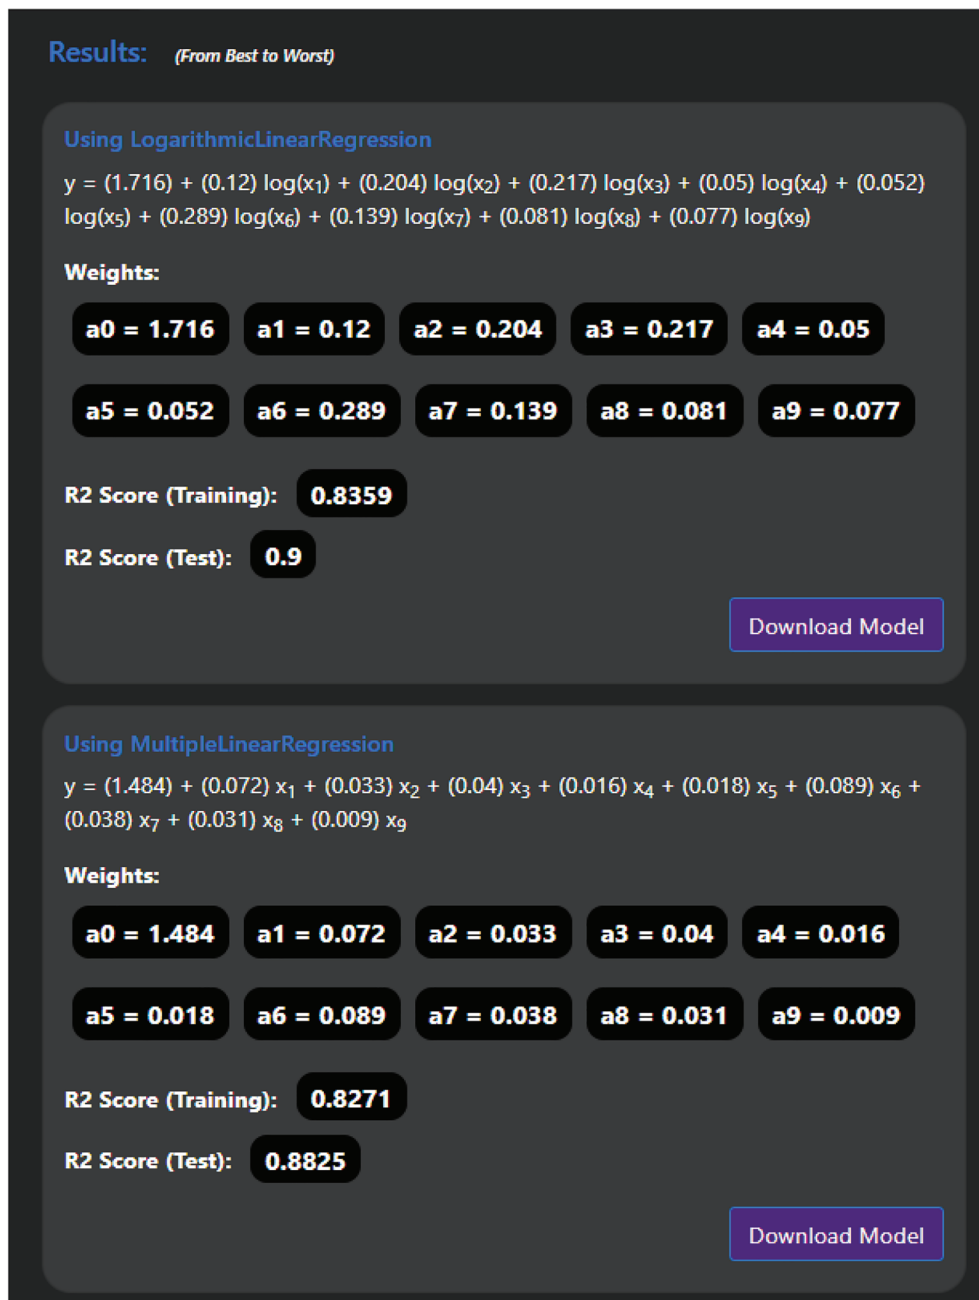 Results: (From Best to Worst)
Using LogarithmicLinearRegression
y = (1.716) + (0.12) log(x₁) + (0.204) log(x₂) + (0.217) log(x₃) + (0.05) log(x₄) + (0.052)
log(x₅) + (0.289) log(x₆) + (0.139) log(x₇) + (0.081) log(x₈) + (0.077) log(x₉)
Weights:
a0 = 1.716 a1 = 0.12 a2 = 0.204 a3 = 0.217 a4 = 0.05
a5 = 0.052 a6 = 0.289 a7 = 0.139 a8 = 0.081 a9 = 0.077
R2 Score (Training): 0.8359
R2 Score (Test): 0.9
Download Model
Using MultipleLinearRegression
y = (1.484) + (0.072) x₁ + (0.033) x₂ + (0.04) x₃ + (0.016) x₄ + (0.018) x₅ + (0.089) x₆ +
(0.038) x₇ + (0.031) x₈ + (0.009) x₉
Weights:
a0 = 1.484 a1 = 0.072 a2 = 0.033 a3 = 0.04 a4 = 0.016
a5 = 0.018 a6 = 0.089 a7 = 0.038 a8 = 0.031 a9 = 0.009
R2 Score (Training): 0.8271
R2 Score (Test): 0.8825
Download Model